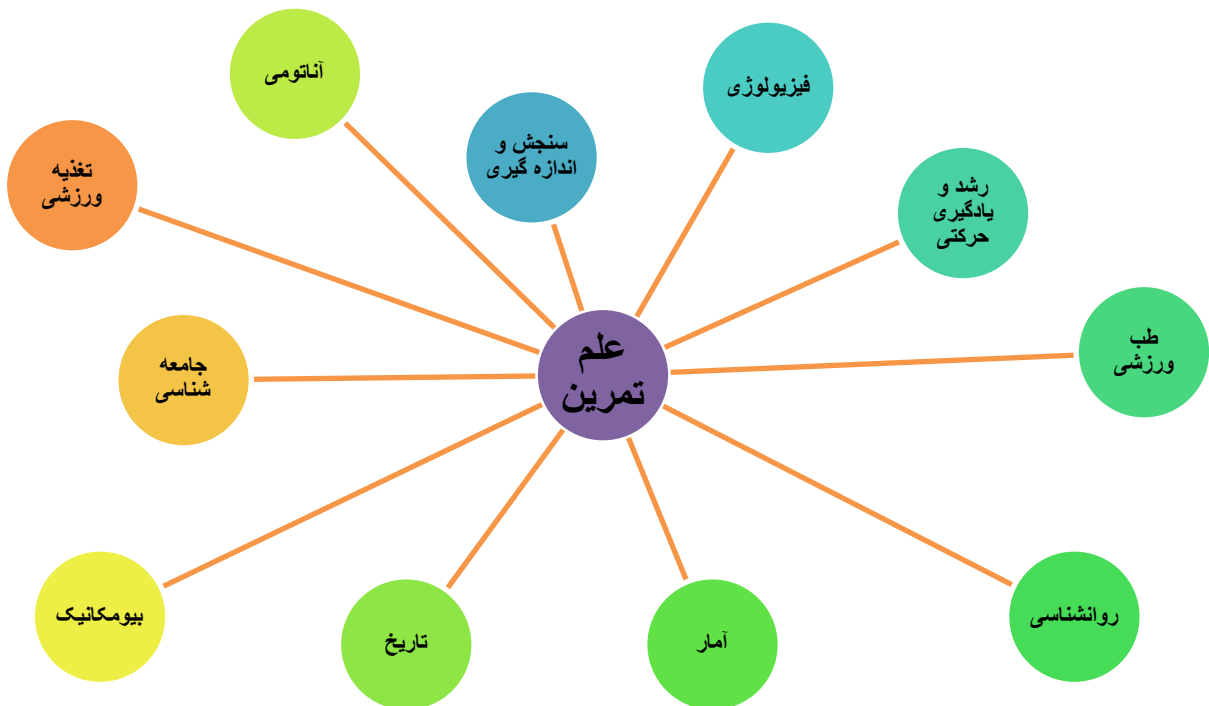 آناتومی
فیزیولوژی
سنجش و
اندازه گیری
تغذیه
ورزشی
رشد و
یادگیری
حرکتی
طب
ورزشی
علم
تمرین
جامعه
شناسی
بیومکانیک
تاریخ
آمار
روانشناسی